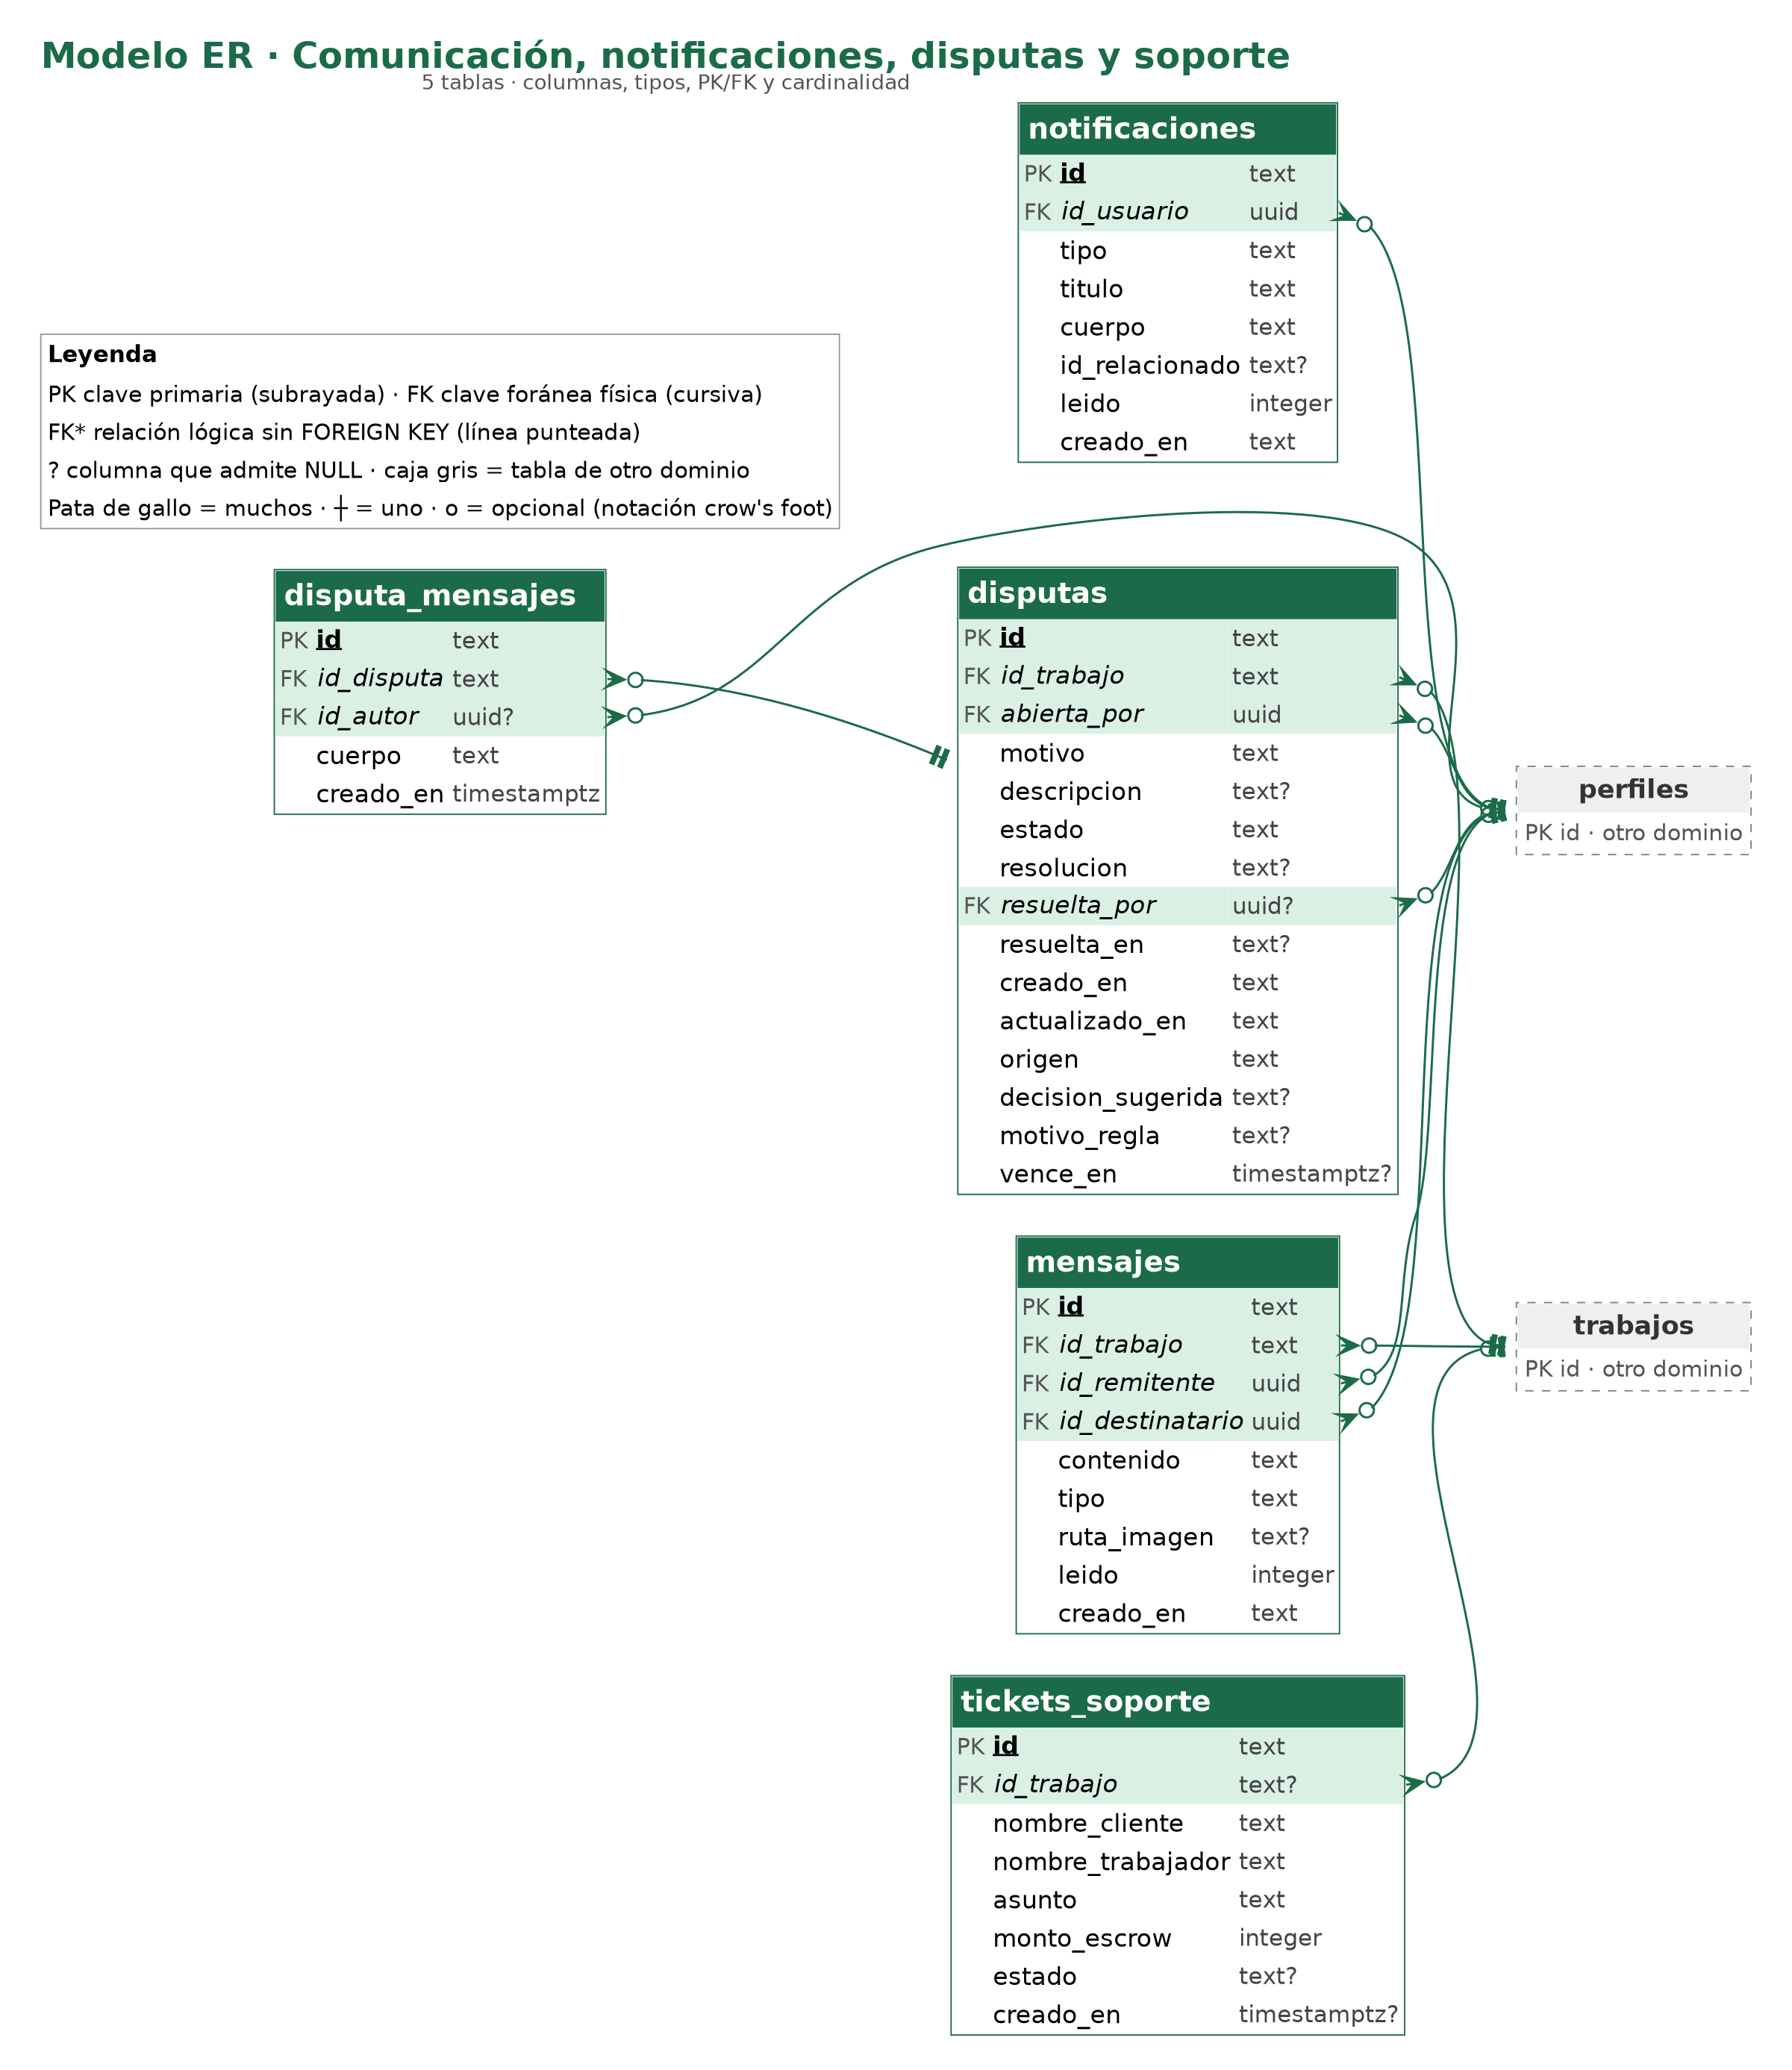 Modelo ER · Comunicación, notificaciones, disputas y soporte
5 tablas · columnas, tipos, PK/FK y cardinalidad
notificaciones
PK id text
FK id_usuario uuid
tipo text
titulo text
cuerpo text
id_relacionado text?
leido integer
creado_en text
Leyenda
PK clave primaria (subrayada) · FK clave foránea física (cursiva)
FK* relación lógica sin FOREIGN KEY (línea punteada)
? columna que admite NULL · caja gris = tabla de otro dominio
Pata de gallo = muchos · ┼ = uno · o = opcional (notación crow's foot)
disputa_mensajes
PK id text
FK id_disputa text
FK id_autor uuid?
cuerpo text
creado_en timestamptz
disputas
PK id text
FK id_trabajo text
FK abierta_por uuid
motivo text
descripcion text?
estado text
resolucion text?
FK resuelta_por uuid?
resuelta_en text?
creado_en text
actualizado_en text
origen text
decision_sugerida text?
motivo_regla text?
vence_en timestamptz?
perfiles
PK id · otro dominio
mensajes
PK id text
FK id_trabajo text
FK id_remitente uuid
FK id_destinatario uuid
contenido text
tipo text
ruta_imagen text?
leido integer
creado_en text
trabajos
PK id · otro dominio
tickets_soporte
PK id text
FK id_trabajo text?
nombre_cliente text
nombre_trabajador text
asunto text
monto_escrow integer
estado text?
creado_en timestamptz?